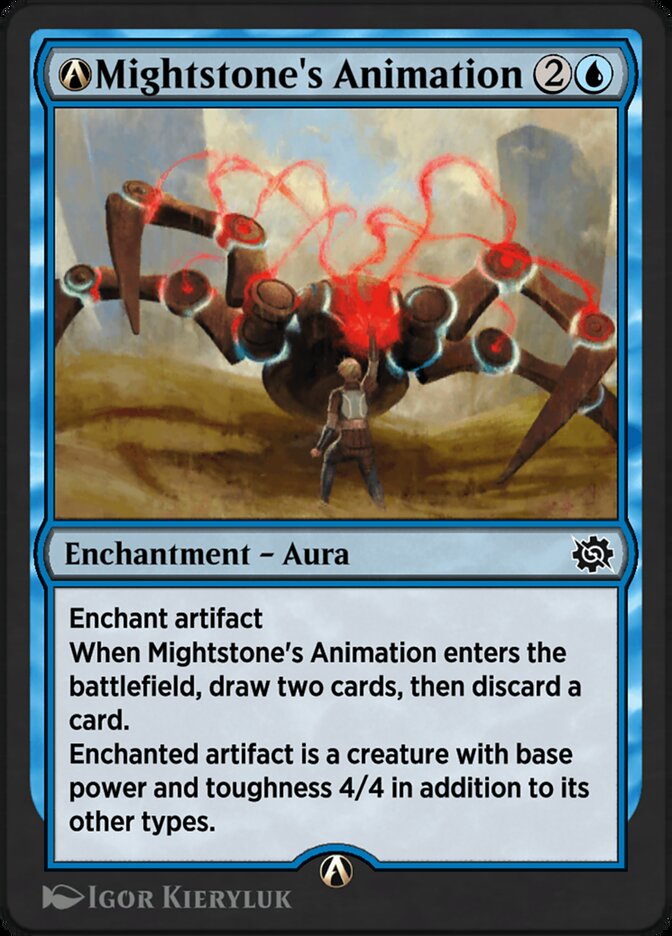 Mightstone's Animation 2
Enchantment – Aura
Enchant artifact
When Mightstone's Animation enters the
battlefield, draw two cards, then discard a
card.
Enchanted artifact is a creature with base
power and toughness 4/4 in addition to its
other types.
Igor Kieryluk